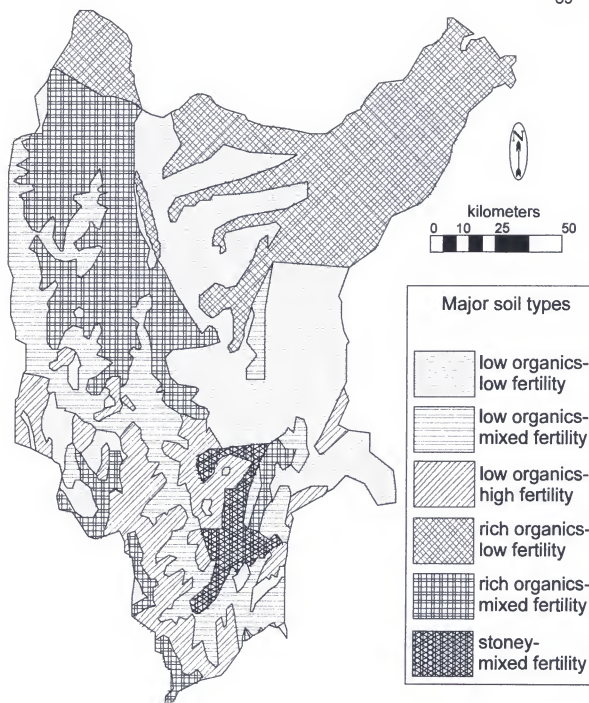 N
kilometers
0 10 25 50
Major soil types
low organics-
low fertility
low organics-
mixed fertility
low organics-
high fertility
rich organics-
low fertility
rich organics-
mixed fertility
stoney-
mixed fertility